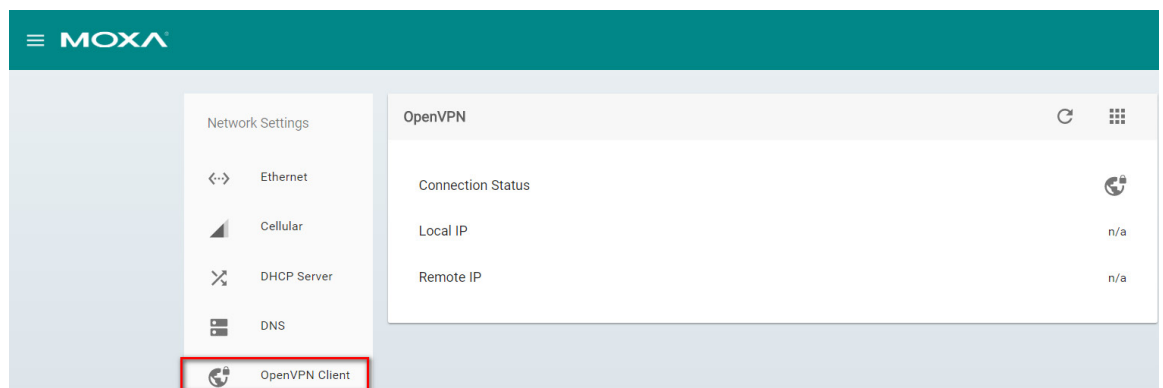 MOXA
Network Settings
Ethernet
Cellular
DHCP Server
DNS
OpenVPN Client
OpenVPN
Connection Status
Local IP n/a
Remote IP n/a